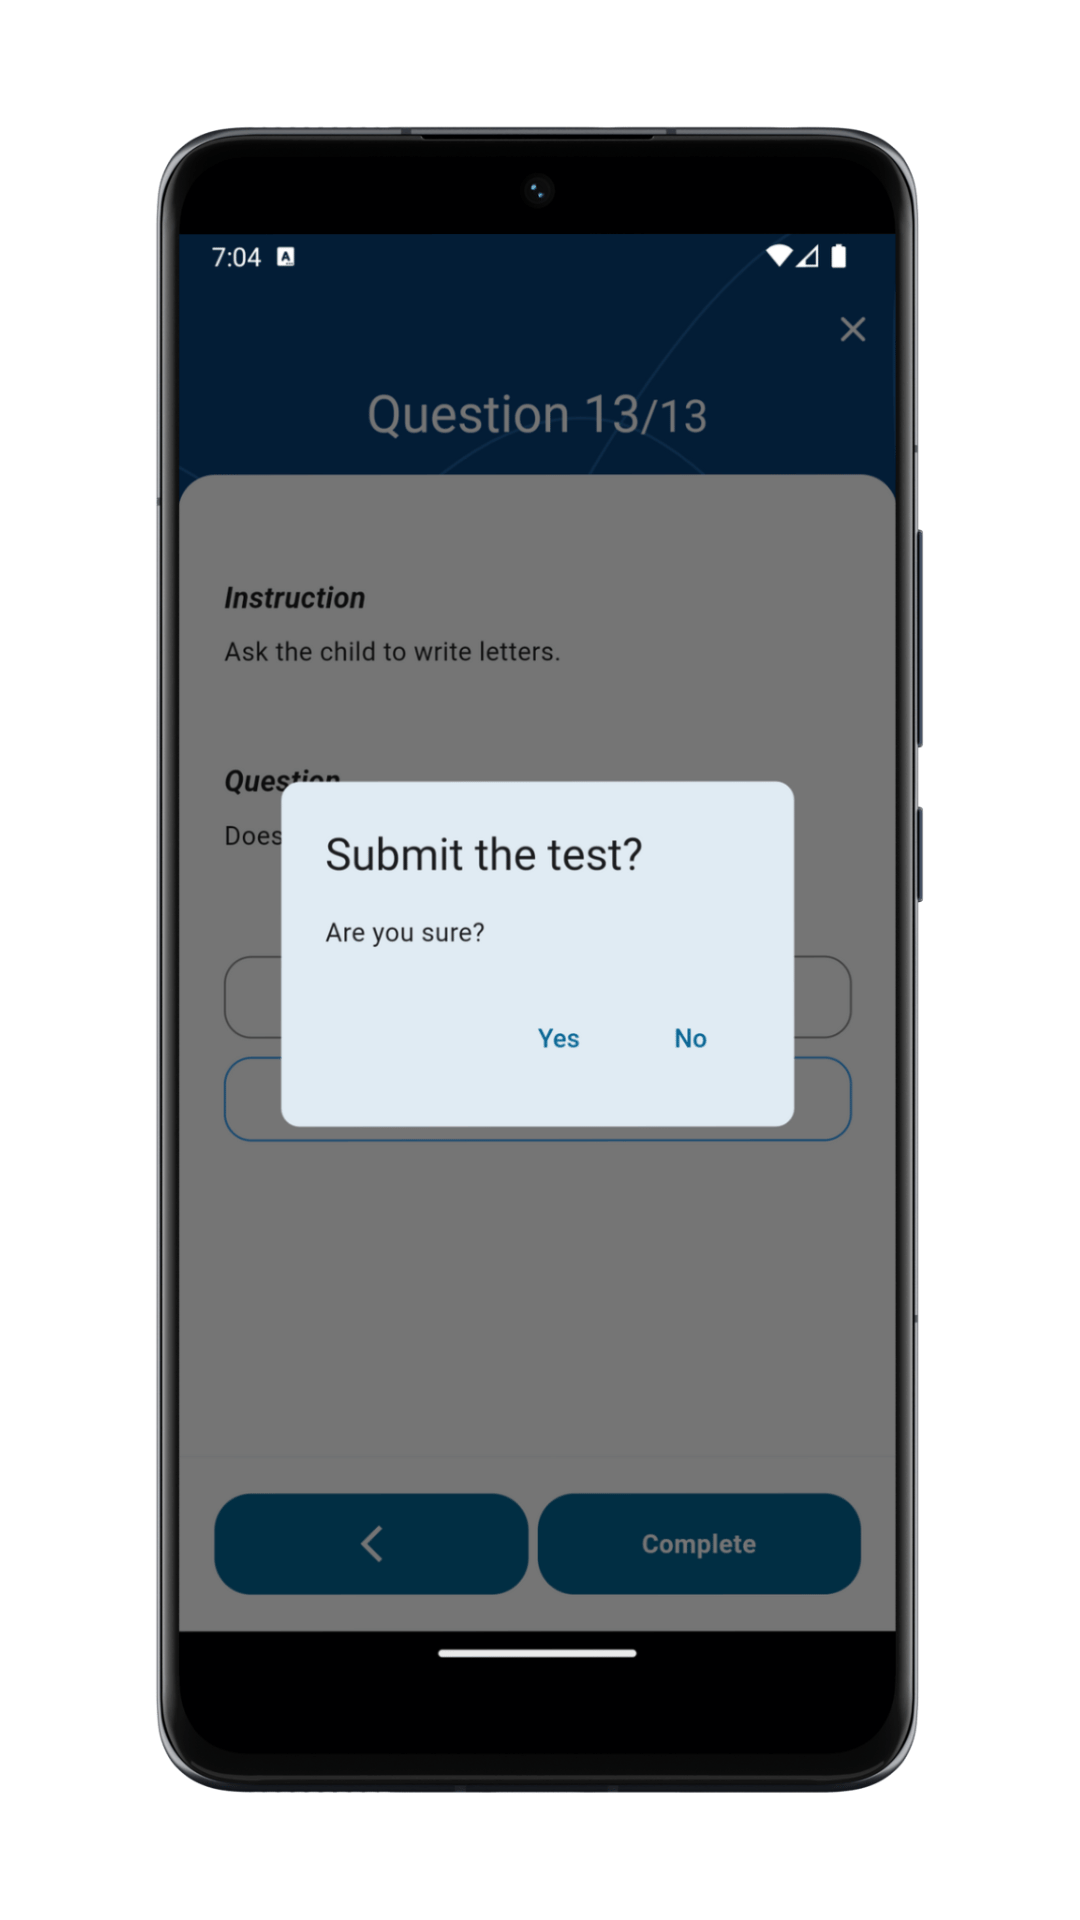 7:04
Question 13/13
Instruction
Ask the child to write letters.
Question
Does
Submit the test?
Are you sure?
Yes
No
Complete